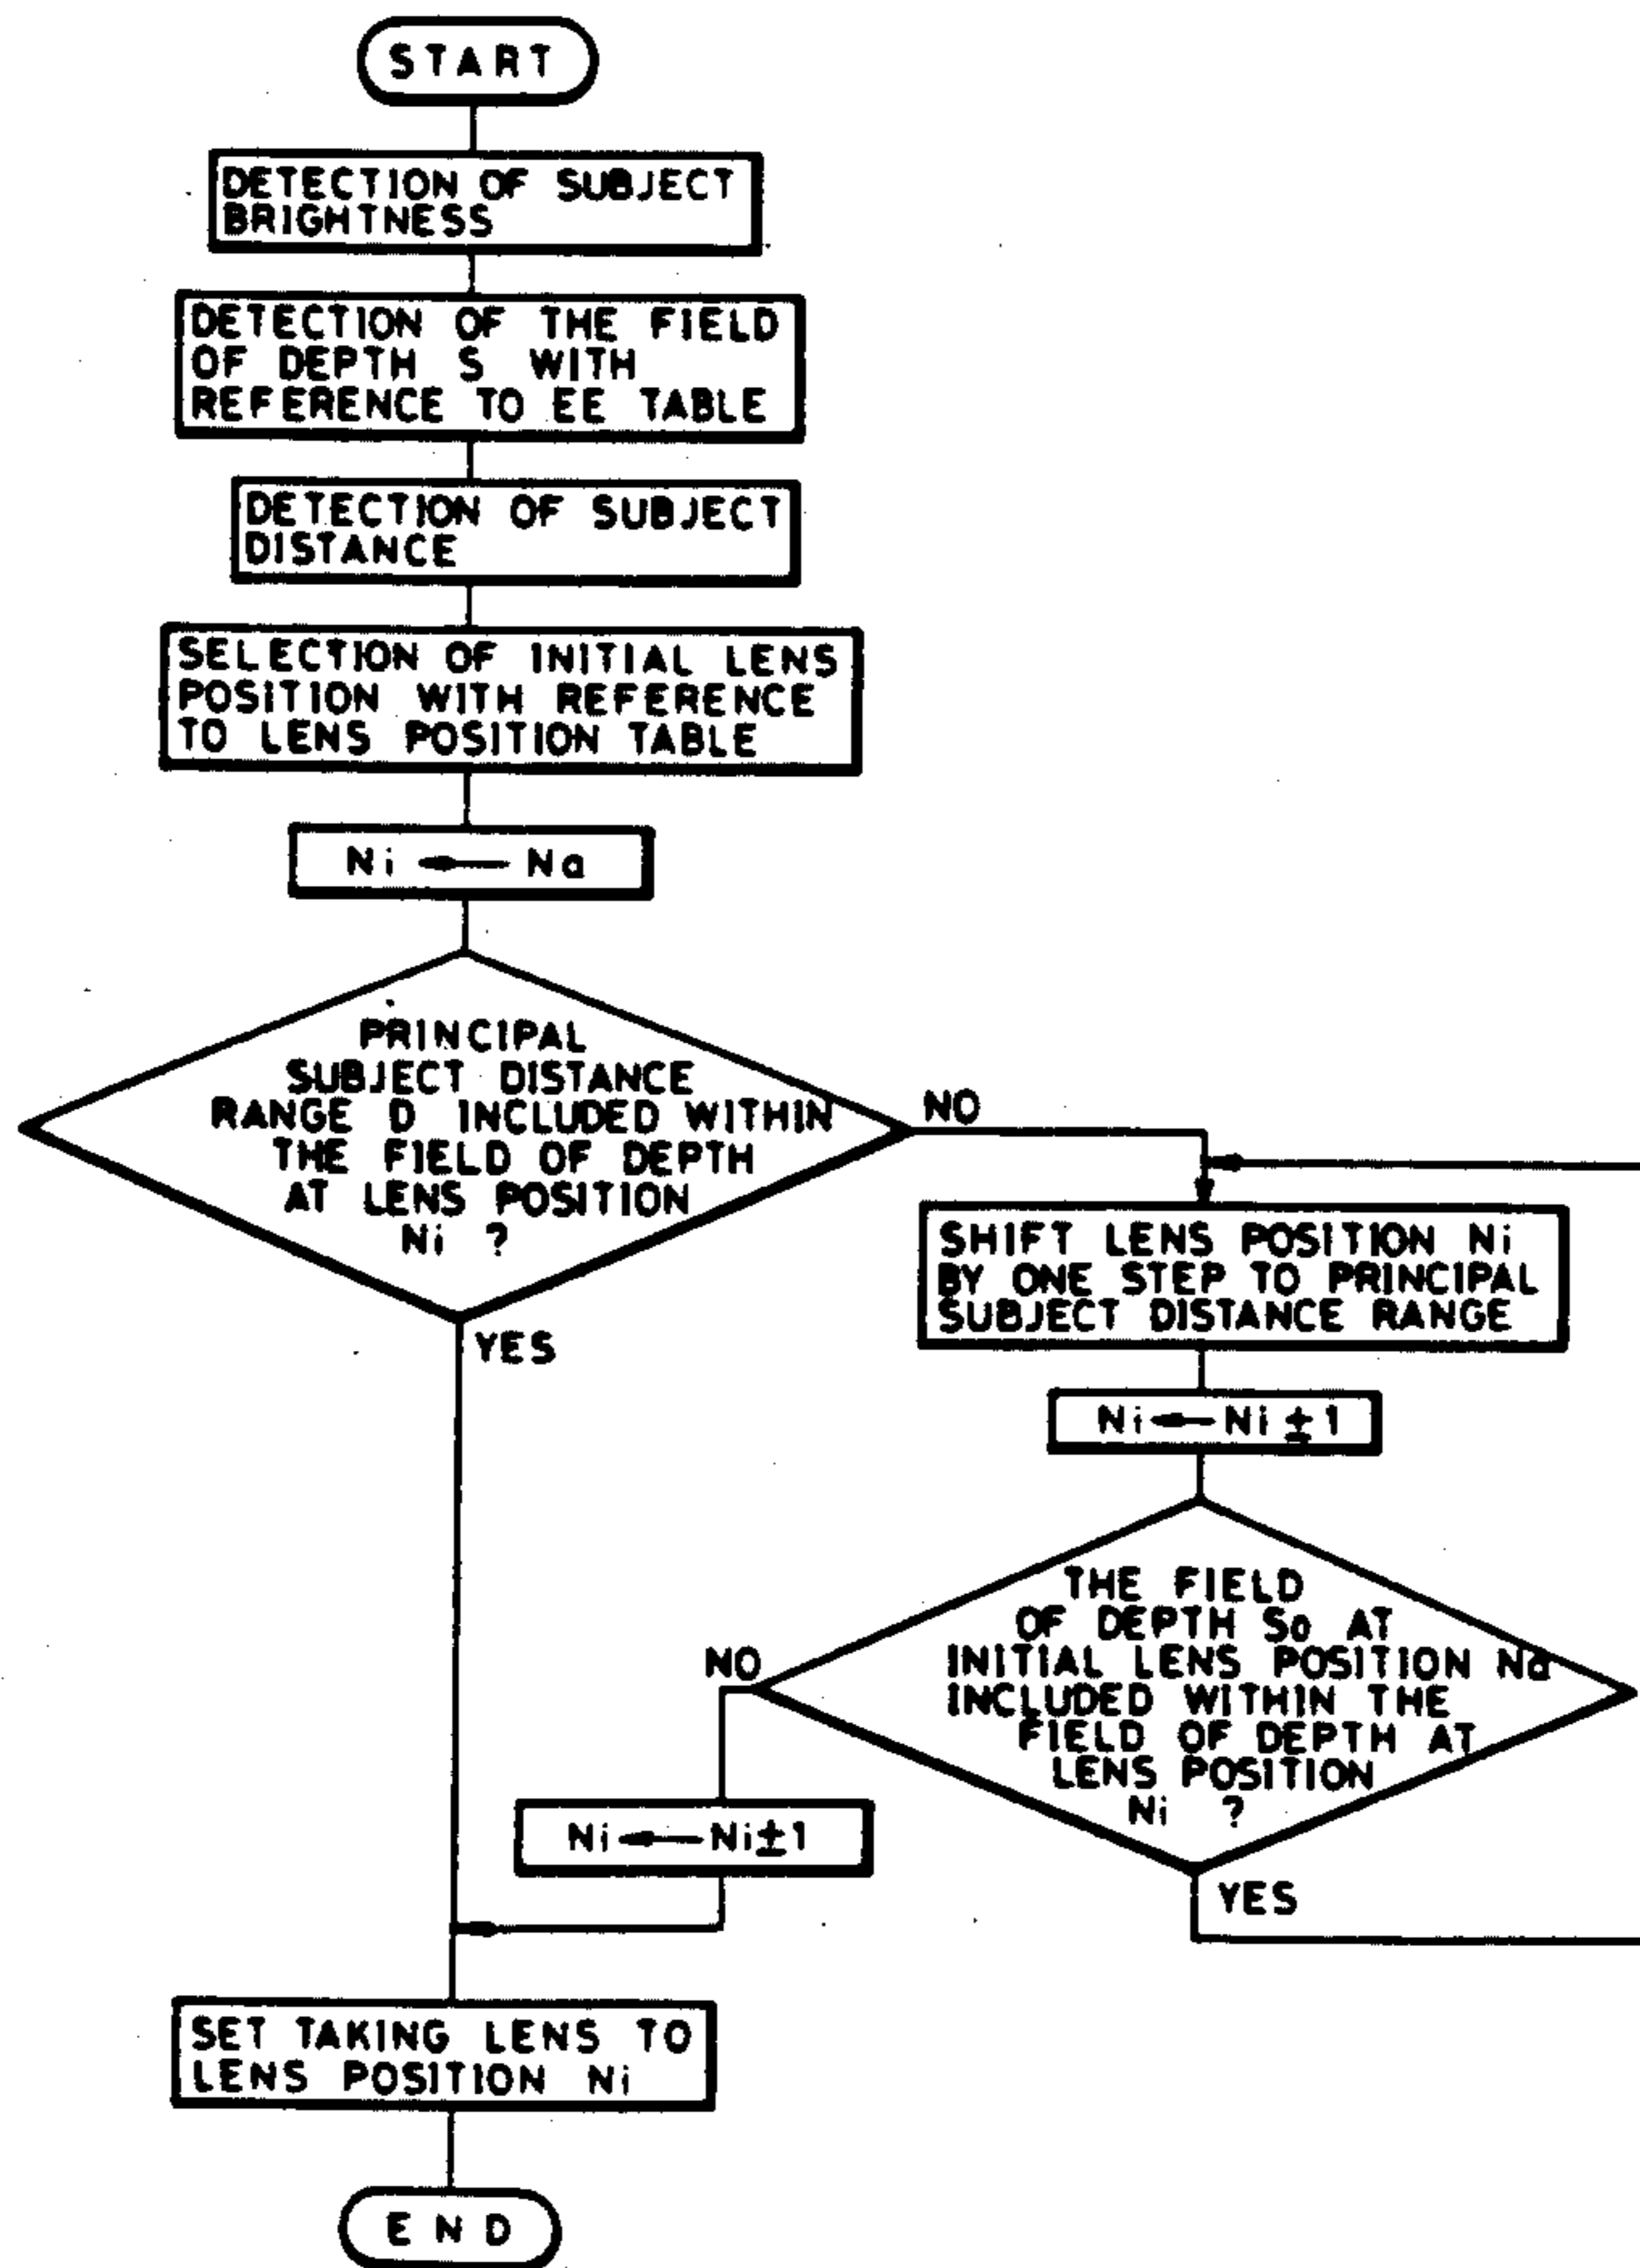 START
DETECTION OF SUBJECT
BRIGHTNESS
DETECTION OF THE FIELD
OF DEPTH S WITH
REFERENCE TO EE TABLE
DETECTION OF SUBJECT
DISTANCE
SELECTION OF INITIAL LENS
POSITION WITH REFERENCE
TO LENS POSITION TABLE
Ni ← Na
PRINCIPAL
SUBJECT DISTANCE
RANGE D INCLUDED WITHIN
THE FIELD OF DEPTH
AT LENS POSITION
Ni ?
NO
YES
SHIFT LENS POSITION Ni
BY ONE STEP TO PRINCIPAL
SUBJECT DISTANCE RANGE
Ni ← Ni ± 1
THE FIELD
OF DEPTH So AT
INITIAL LENS POSITION Na
INCLUDED WITHIN THE
FIELD OF DEPTH AT
LENS POSITION
Ni ?
NO
YES
Ni ← Ni ± 1
SET TAKING LENS TO
LENS POSITION Ni
END